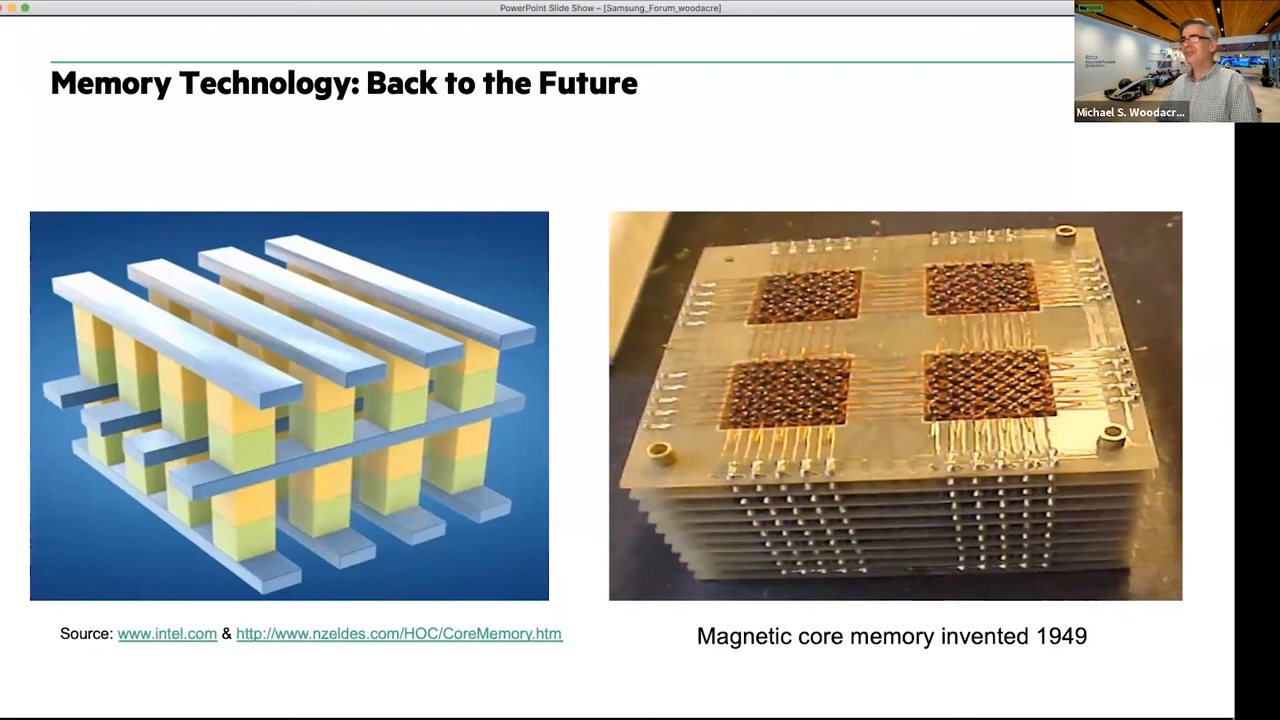 PowerPoint Slide Show – [Samsung_Forum_woodacre]
Memory Technology: Back to the Future
Michael S. Woodacr...
Source: www.intel.com & http://www.nzeldes.com/HOC/CoreMemory.htm
Magnetic core memory invented 1949